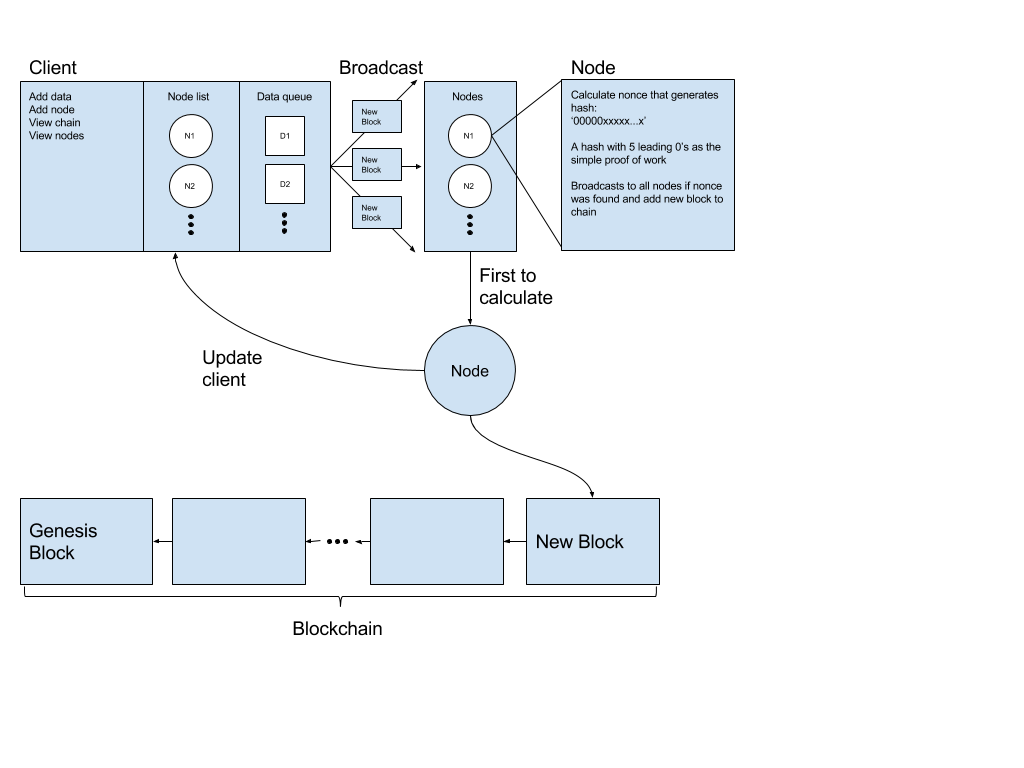 Client
Broadcast
Node
Add data
Add node
View chain
View nodes
Node list
N1
N2
Data queue
D1
D2
New
Block
New
Block
New
Block
Nodes
N1
N2
Calculate nonce that generates
hash:
‘00000xxxxx...x’
A hash with 5 leading 0’s as the
simple proof of work
Broadcasts to all nodes if nonce
was found and add new block to
chain
First to
calculate
Update
client
Node
Genesis
Block
New Block
Blockchain